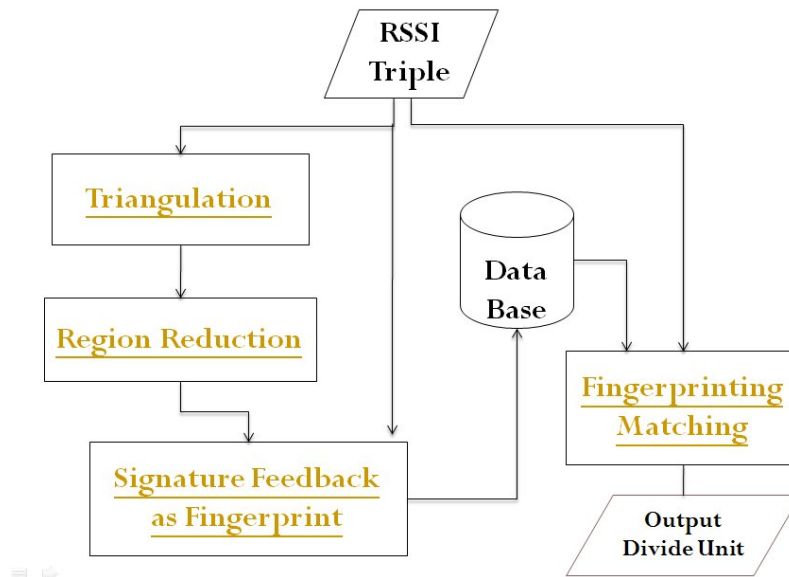 RSSI
Triple
Triangulation
Region Reduction
Data
Base
Fingerprinting
Matching
Signature Feedback
as Fingerprint
Output
Divide Unit